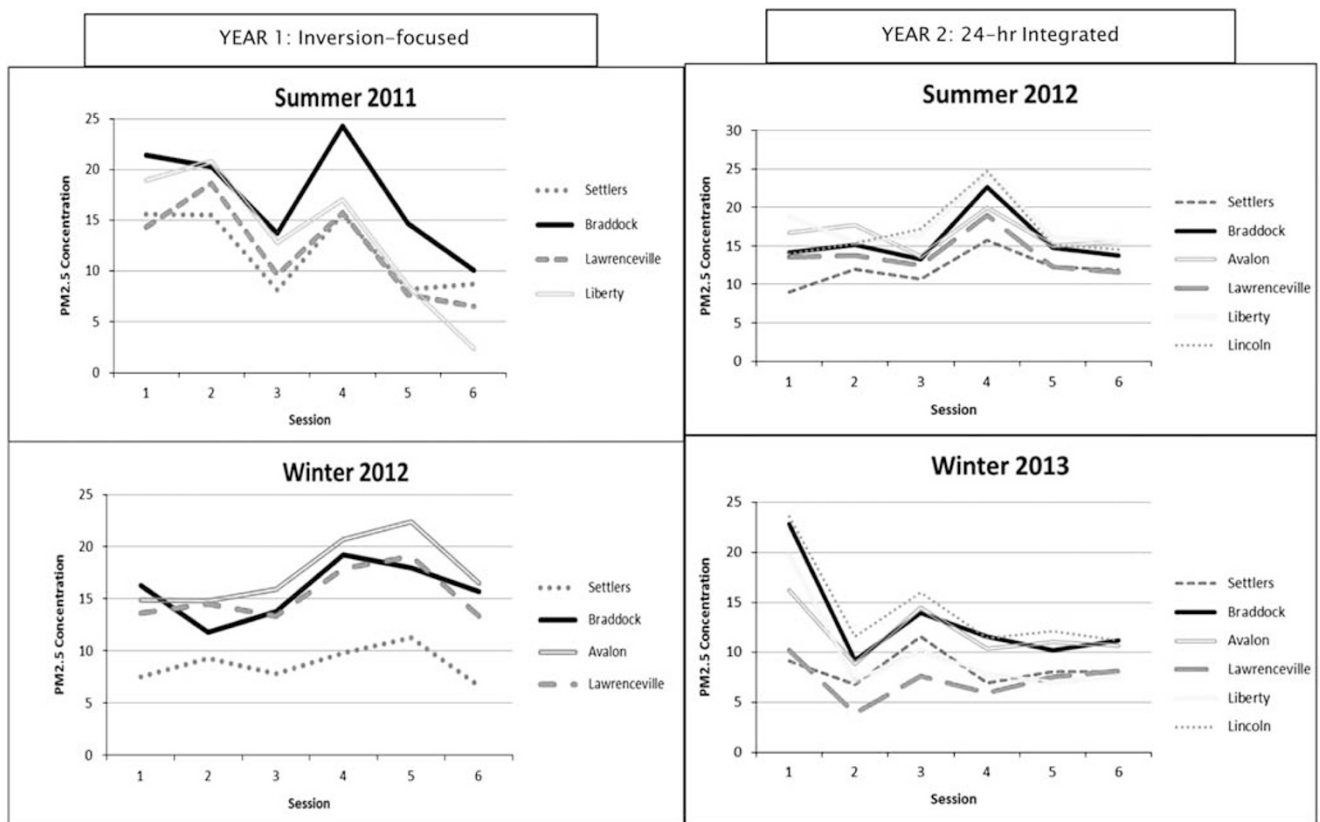 YEAR 1: Inversion-focused
YEAR 2: 24-hr Integrated
Summer 2011
PM2.5 Concentration
25
20
15
10
5
0
1 2 3 4 5 6
Session
Settlers
Braddock
Lawrenceville
Liberty
Summer 2012
PM2.5 Concentration
30
25
20
15
10
5
0
1 2 3 4 5 6
Session
Settlers
Braddock
Avalon
Lawrenceville
Liberty
Lincoln
Winter 2012
PM2.5 Concentration
25
20
15
10
5
0
1 2 3 4 5 6
Session
Settlers
Braddock
Avalon
Lawrenceville
Winter 2013
PM2.5 Concentration
25
20
15
10
5
0
1 2 3 4 5 6
Session
Settlers
Braddock
Avalon
Lawrenceville
Liberty
Lincoln